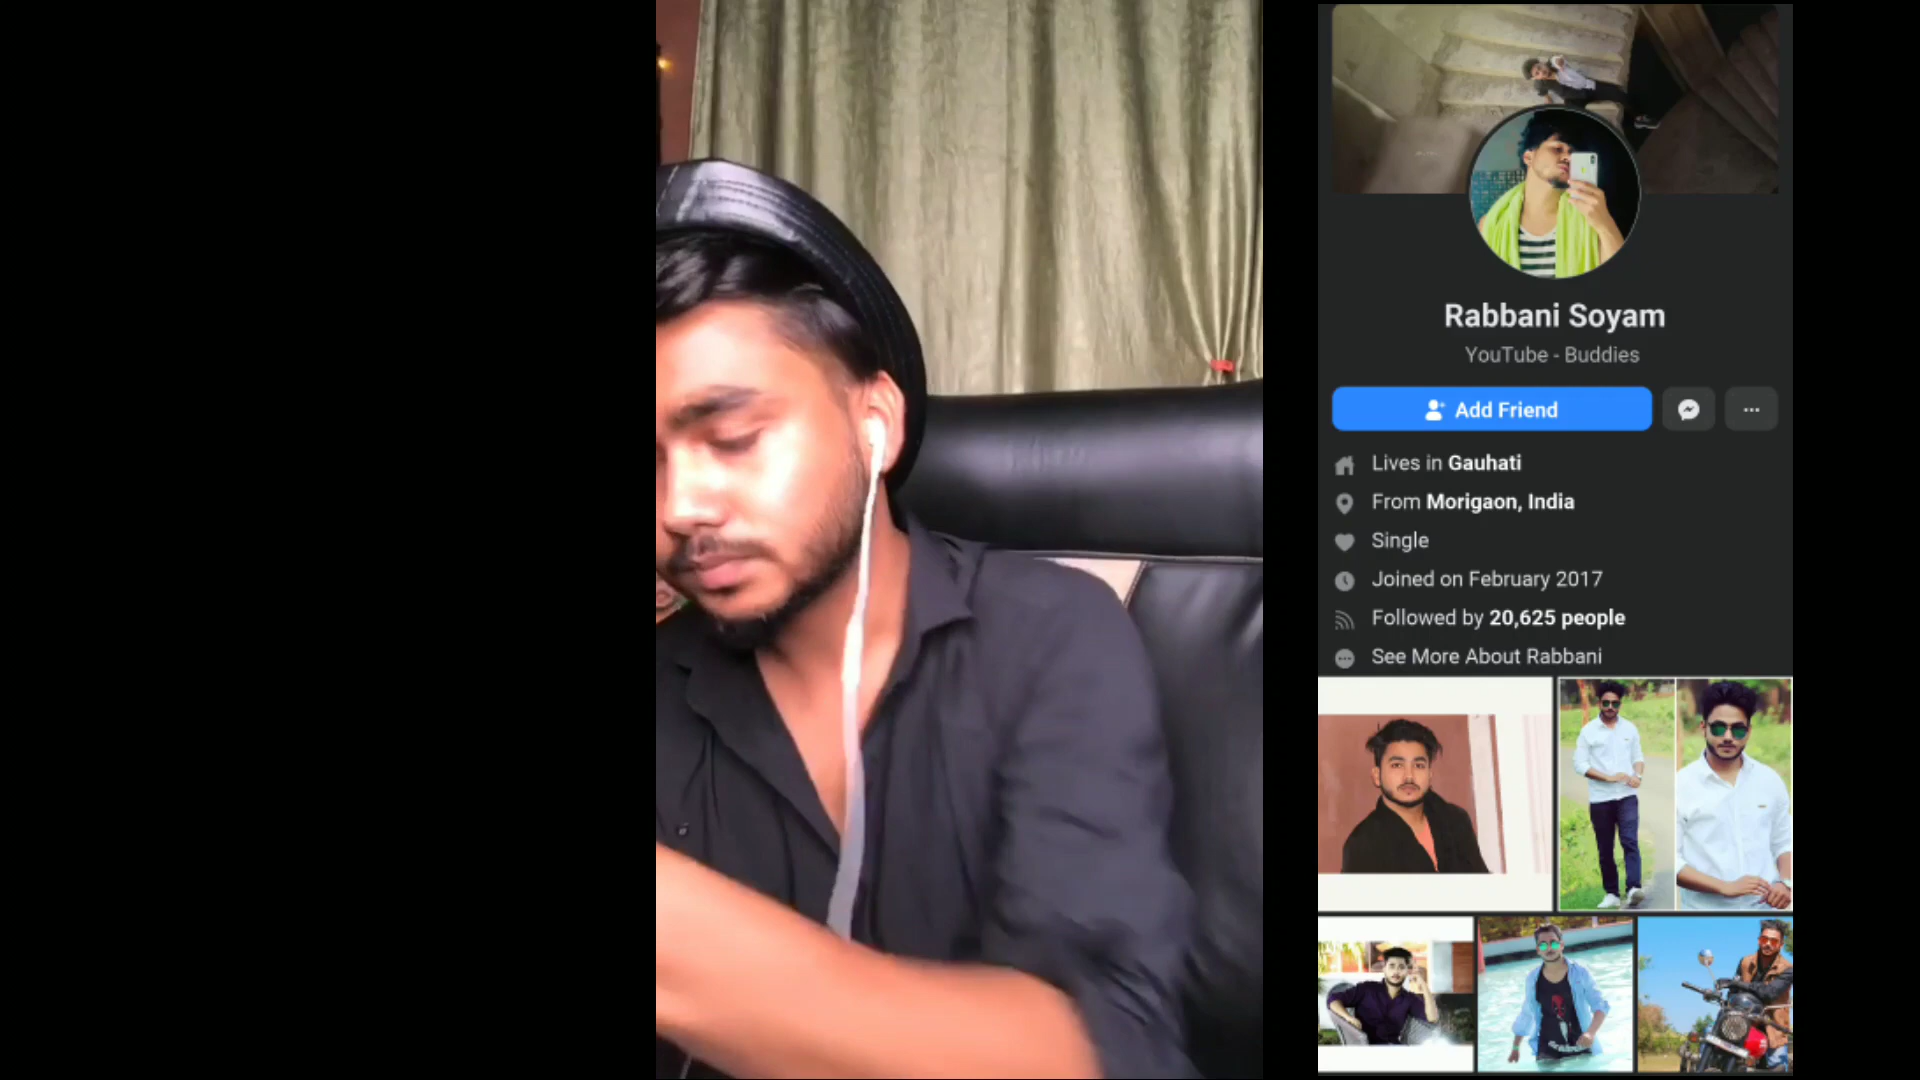 Rabbani Soyam
YouTube - Buddies
Add Friend
Lives in Gauhati
From Morigaon, India
Single
Joined on February 2017
Followed by 20,625 people
See More About Rabbani